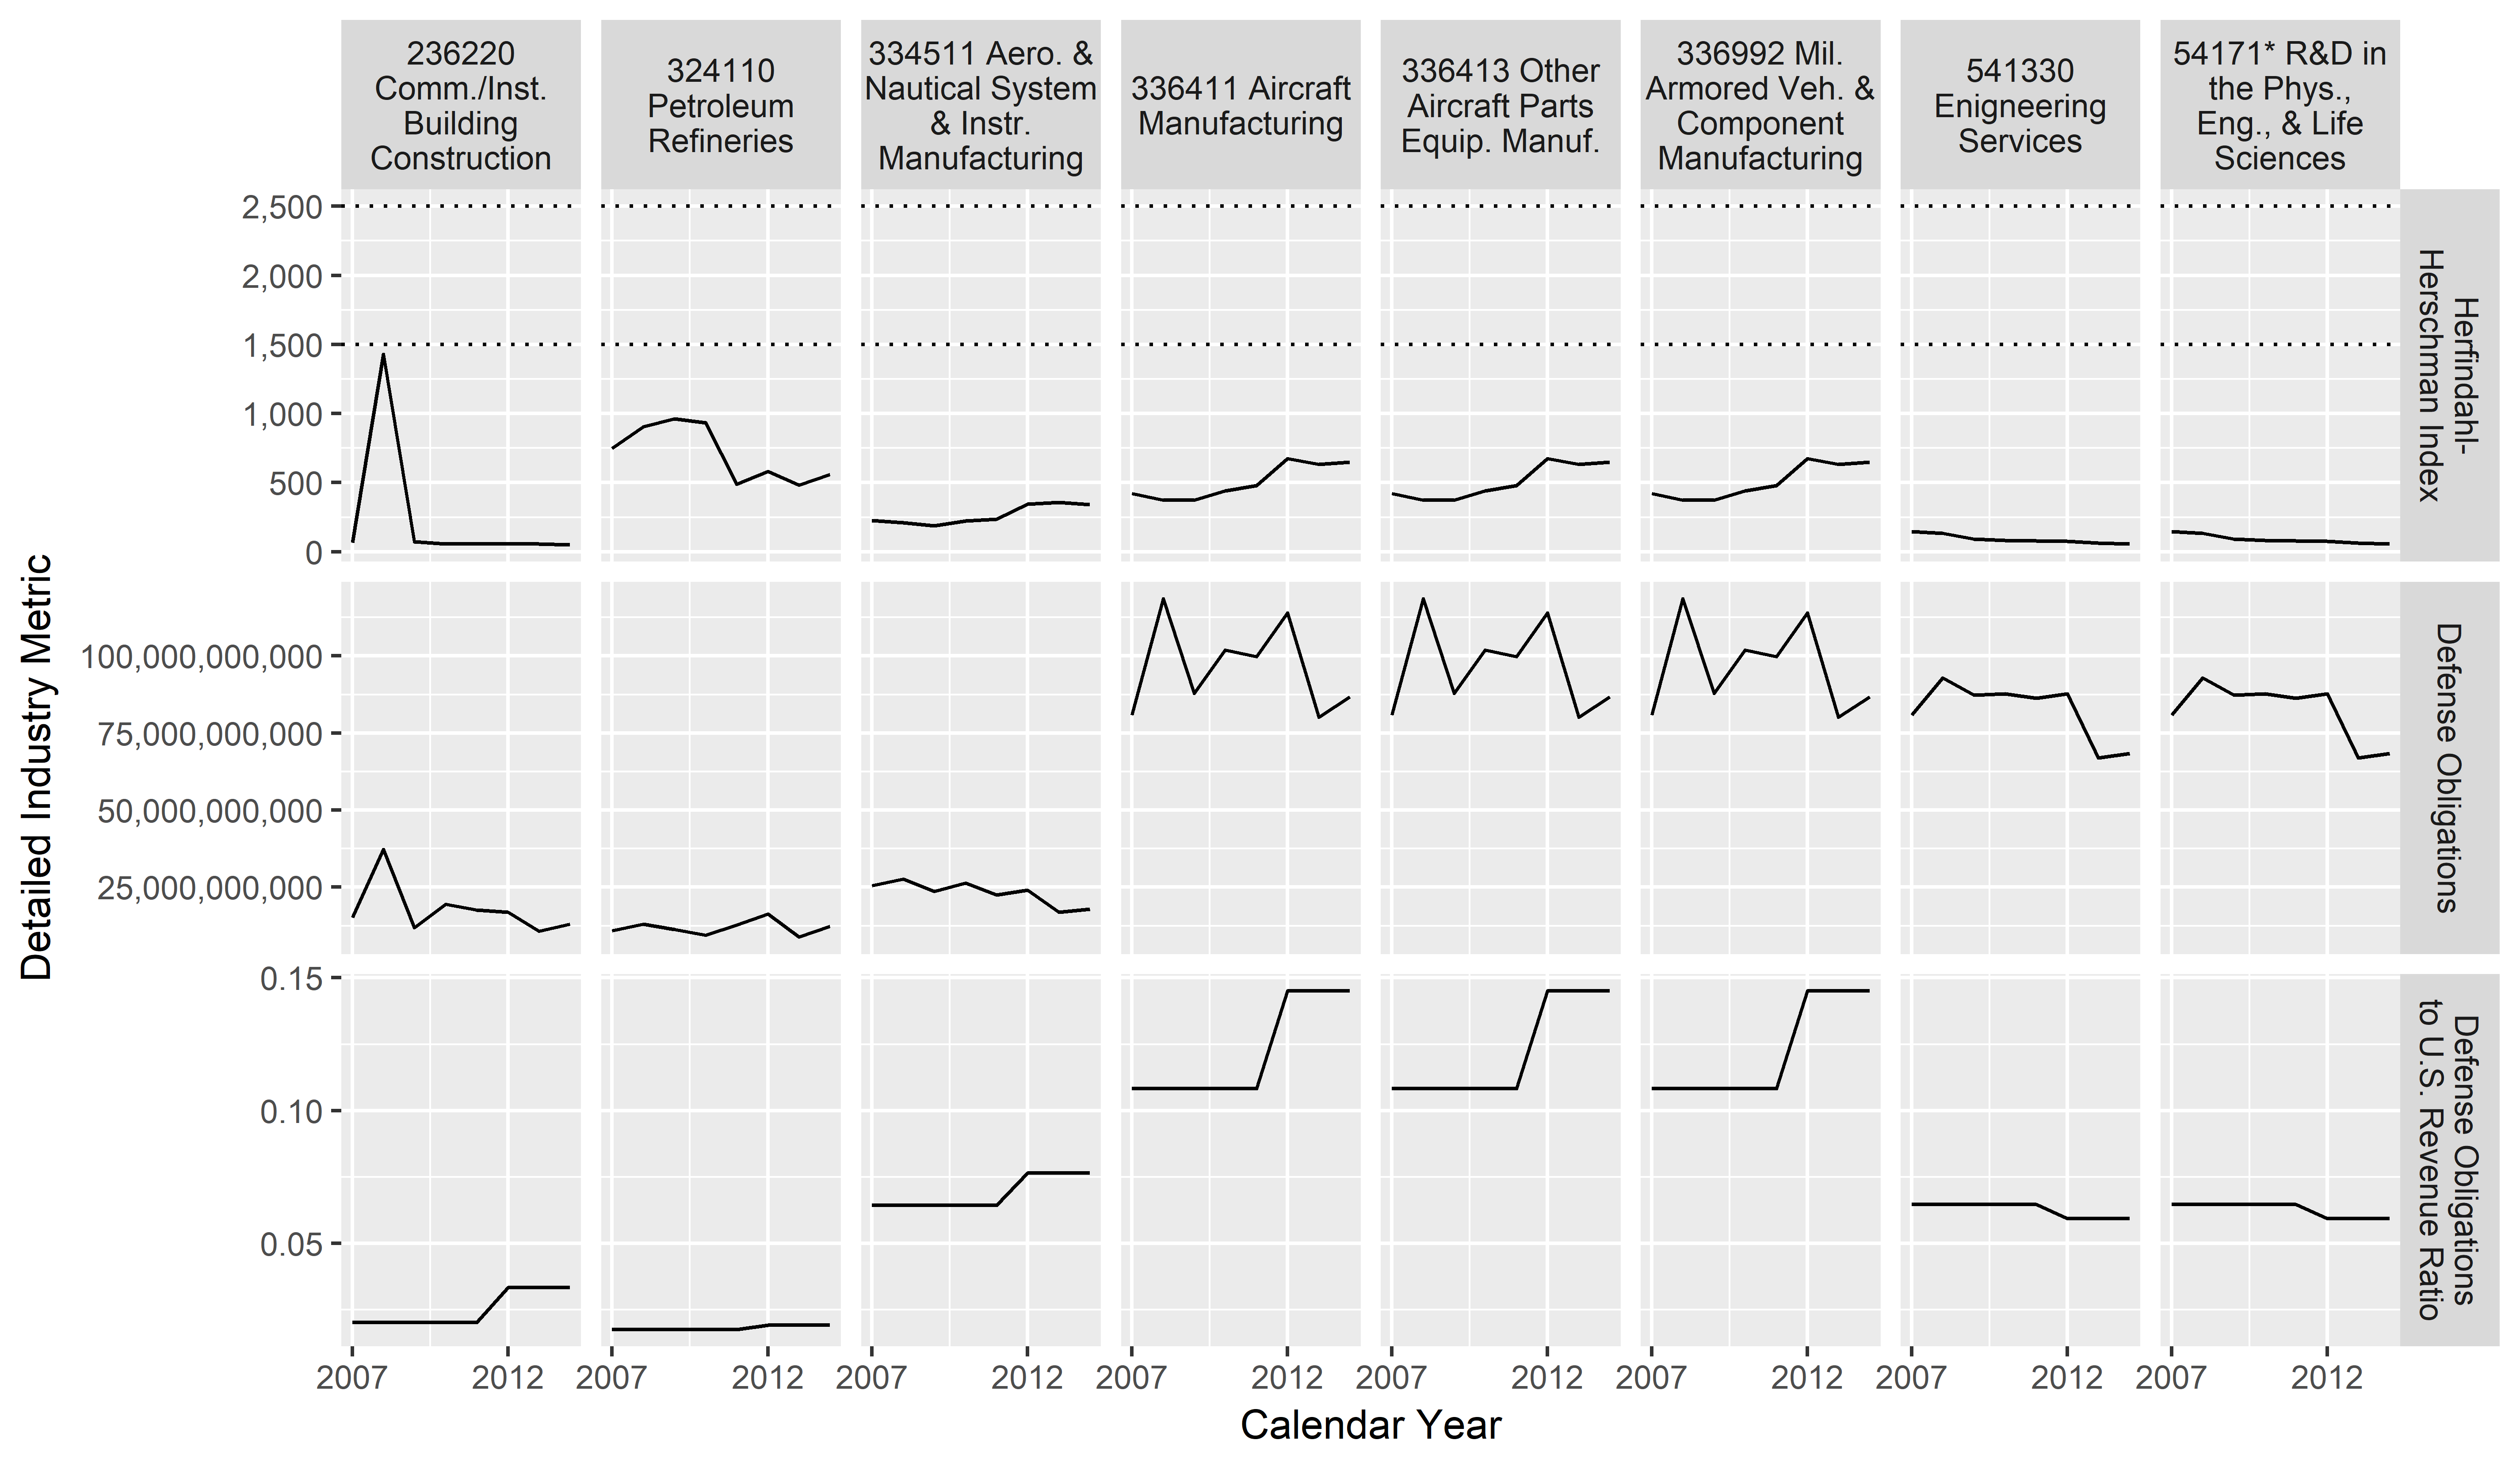 236220
Comm./Inst.
Building
Construction
324110
Petroleum
Refineries
334511 Aero. &
Nautical System
& Instr.
Manufacturing
336411 Aircraft
Manufacturing
336413 Other
Aircraft Parts
Equip. Manuf.
336992 Mil.
Armored Veh. &
Component
Manufacturing
541330
Enigneering
Services
54171* R&D in
the Phys.,
Eng., & Life
Sciences
2,500
2,000
1,500
1,000
500
0
Herfindahl-
Herschman Index
100,000,000,000
75,000,000,000
50,000,000,000
25,000,000,000
Defense Obligations
0.15
0.10
0.05
Defense Obligations
to U.S. Revenue Ratio
2007 2012 2007 2012 2007 2012 2007 2012 2007 2012 2007 2012 2007 2012 2007 2012
Calendar Year
Detailed Industry Metric